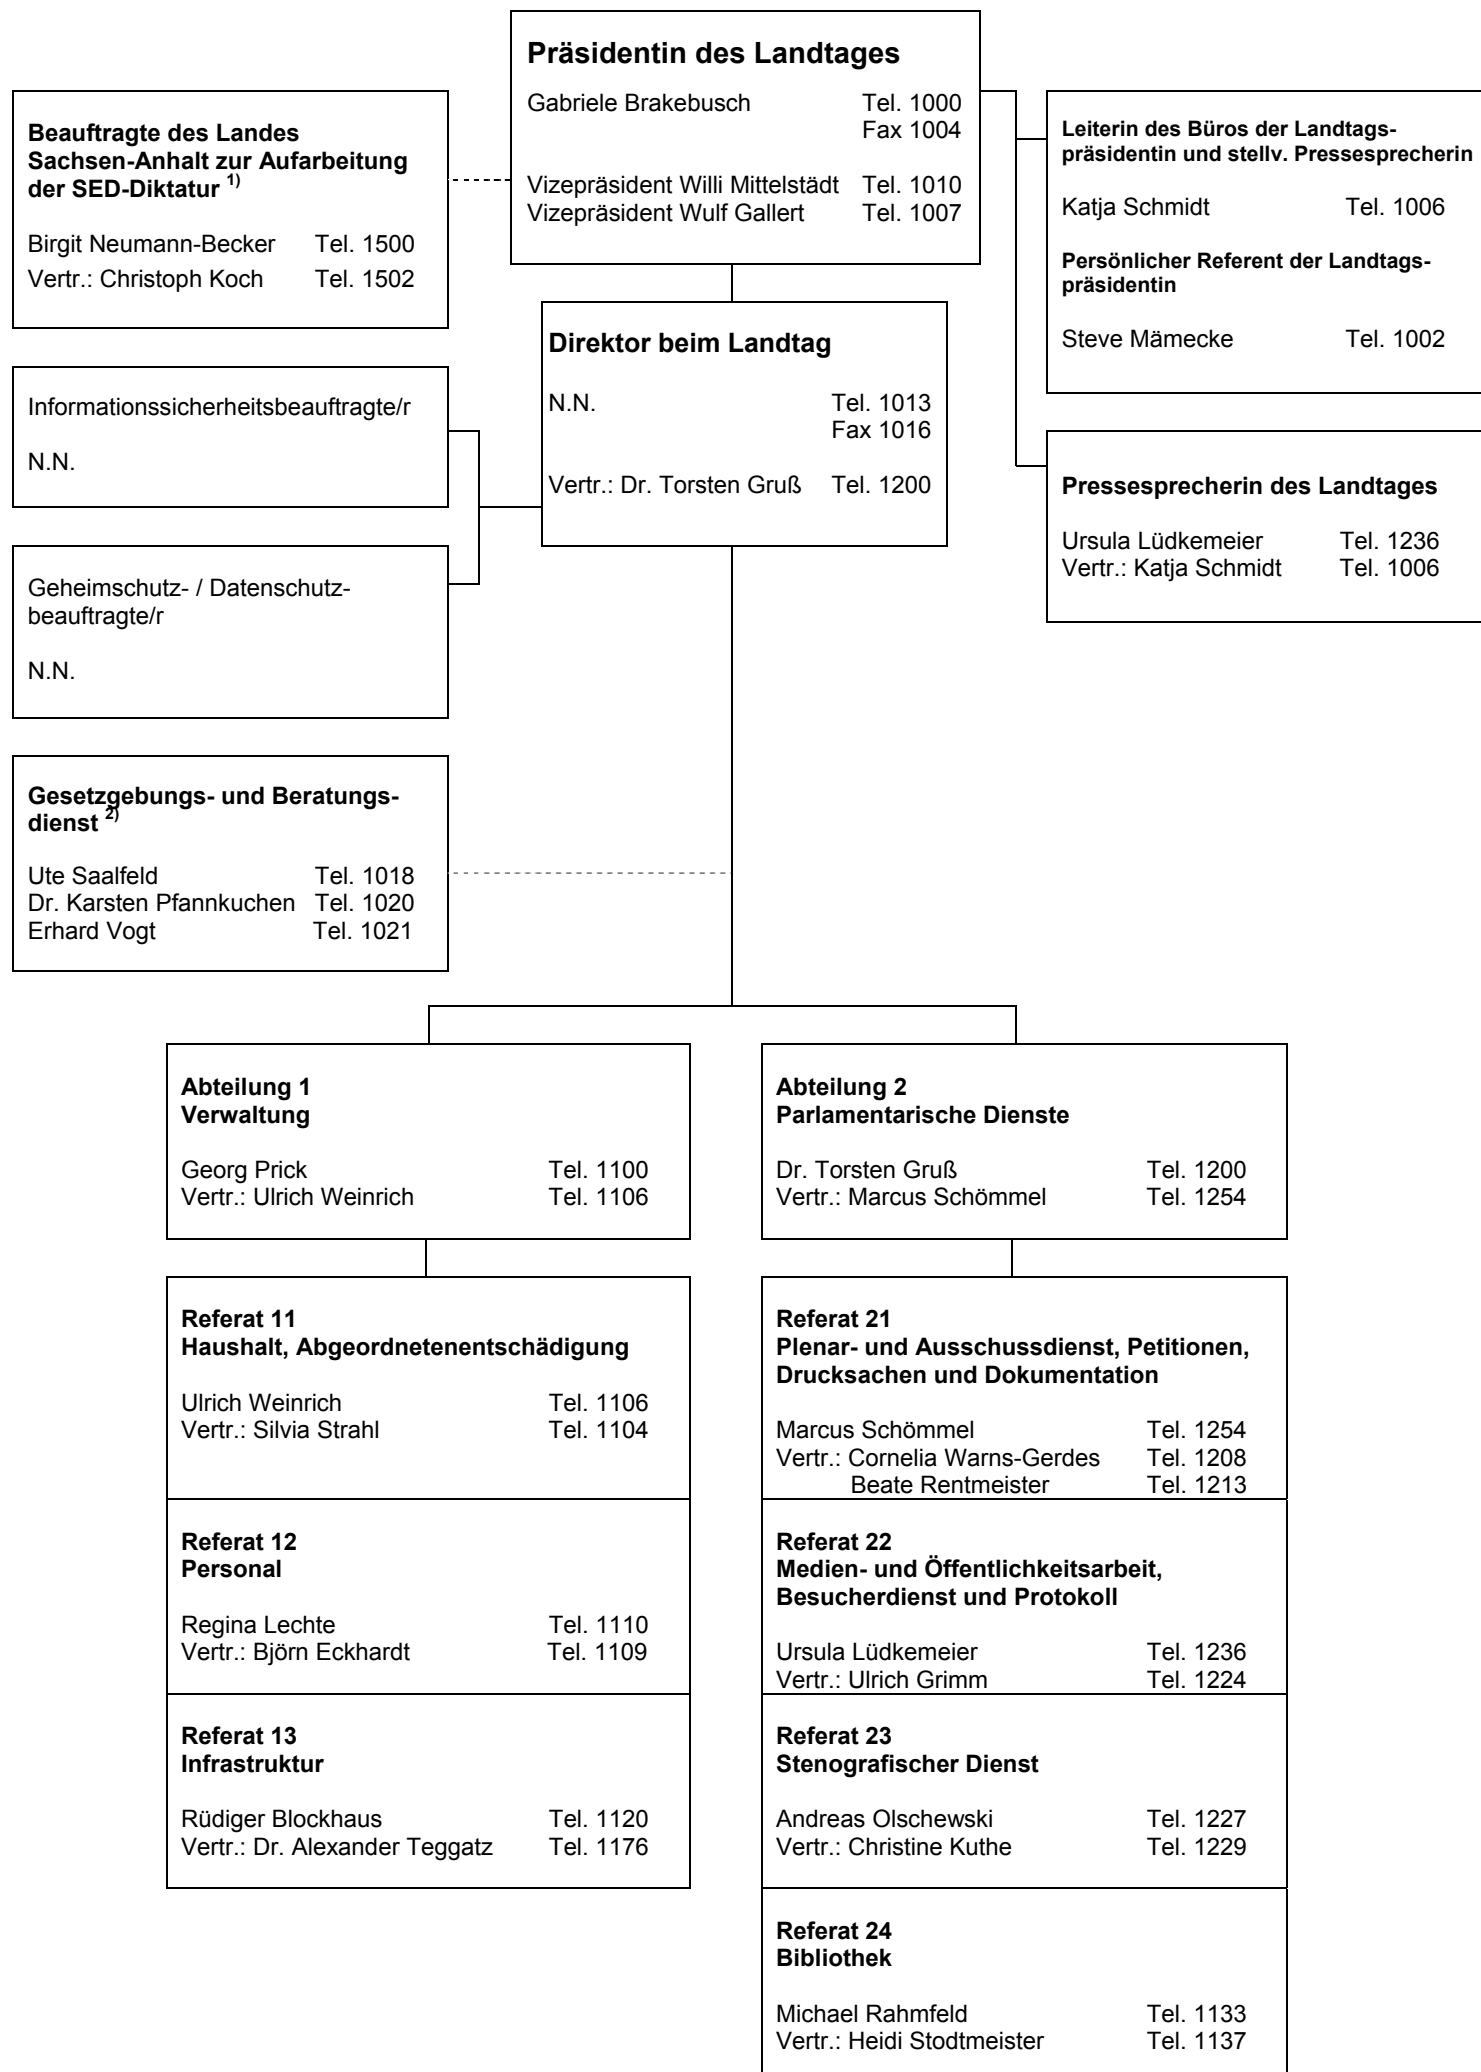 Präsidentin des Landtages
Gabriele Brakebusch Tel. 1000
Fax 1004
Vizepräsident Willi Mittelstädt Tel. 1010
Vizepräsident Wulf Gallert Tel. 1007
Beauftragte des Landes
Sachsen-Anhalt zur Aufarbeitung
der SED-Diktatur 1)
Birgit Neumann-Becker Tel. 1500
Vertr.: Christoph Koch Tel. 1502
Leiterin des Büros der Landtags-
präsidentin und stellv. Pressesprecherin
Katja Schmidt Tel. 1006
Persönlicher Referent der Landtags-
präsidentin
Steve Mämecke Tel. 1002
Direktor beim Landtag
N.N. Tel. 1013
Fax 1016
Vertr.: Dr. Torsten Gruß Tel. 1200
Informationssicherheitsbeauftragte/r
N.N.
Pressesprecherin des Landtages
Ursula Lüdkemeier Tel. 1236
Vertr.: Katja Schmidt Tel. 1006
Geheimschutz- / Datenschutz-
beauftragte/r
N.N.
Gesetzgebungs- und Beratungs-
dienst 2)
Ute Saalfeld Tel. 1018
Dr. Karsten Pfannkuchen Tel. 1020
Erhard Vogt Tel. 1021
Abteilung 1
Verwaltung
Georg Prick Tel. 1100
Vertr.: Ulrich Weinrich Tel. 1106
Referat 11
Haushalt, Abgeordnetenentschädigung
Ulrich Weinrich Tel. 1106
Vertr.: Silvia Strahl Tel. 1104
Referat 12
Personal
Regina Lechte Tel. 1110
Vertr.: Björn Eckhardt Tel. 1109
Referat 13
Infrastruktur
Rüdiger Blockhaus Tel. 1120
Vertr.: Dr. Alexander Teggatz Tel. 1176
Abteilung 2
Parlamentarische Dienste
Dr. Torsten Gruß Tel. 1200
Vertr.: Marcus Schömmel Tel. 1254
Referat 21
Plenar- und Ausschussdienst, Petitionen,
Drucksachen und Dokumentation
Marcus Schömmel Tel. 1254
Vertr.: Cornelia Warns-Gerdes Tel. 1208
Beate Rentmeister Tel. 1213
Referat 22
Medien- und Öffentlichkeitsarbeit,
Besucherdienst und Protokoll
Ursula Lüdkemeier Tel. 1236
Vertr.: Ulrich Grimm Tel. 1224
Referat 23
Stenografischer Dienst
Andreas Olschewski Tel. 1227
Vertr.: Christine Kuthe Tel. 1229
Referat 24
Bibliothek
Michael Rahmfeld Tel. 1133
Vertr.: Heidi Stodtmeister Tel. 1137